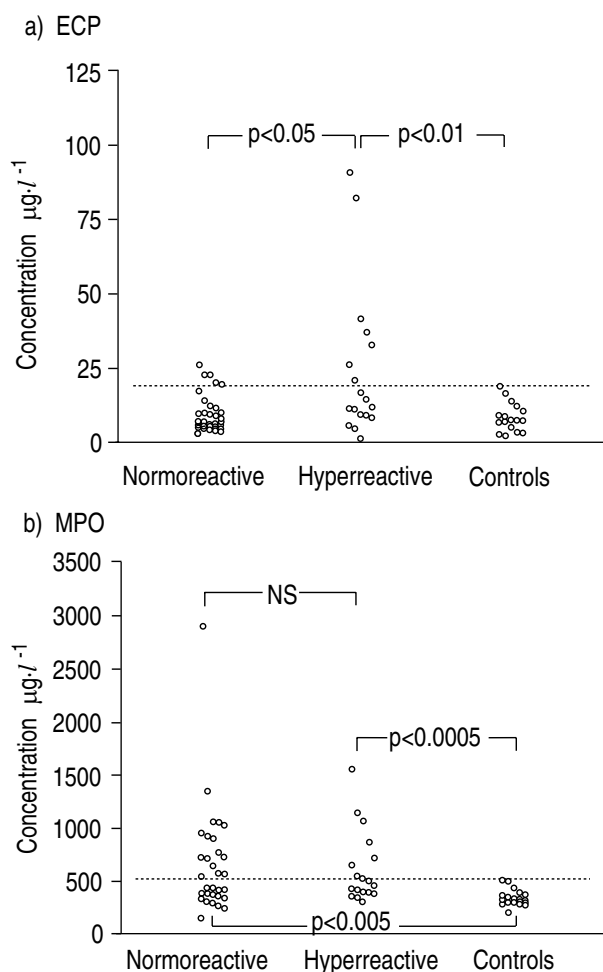 a) ECP
125
100
75
50
25
0
Concentration µg·l⁻¹
p<0.05
p<0.01
Normoreactive Hyperreactive Controls
b) MPO
3500
3000
2500
2000
1500
1000
500
0
Concentration µg·l⁻¹
NS
p<0.0005
p<0.005
Normoreactive Hyperreactive Controls